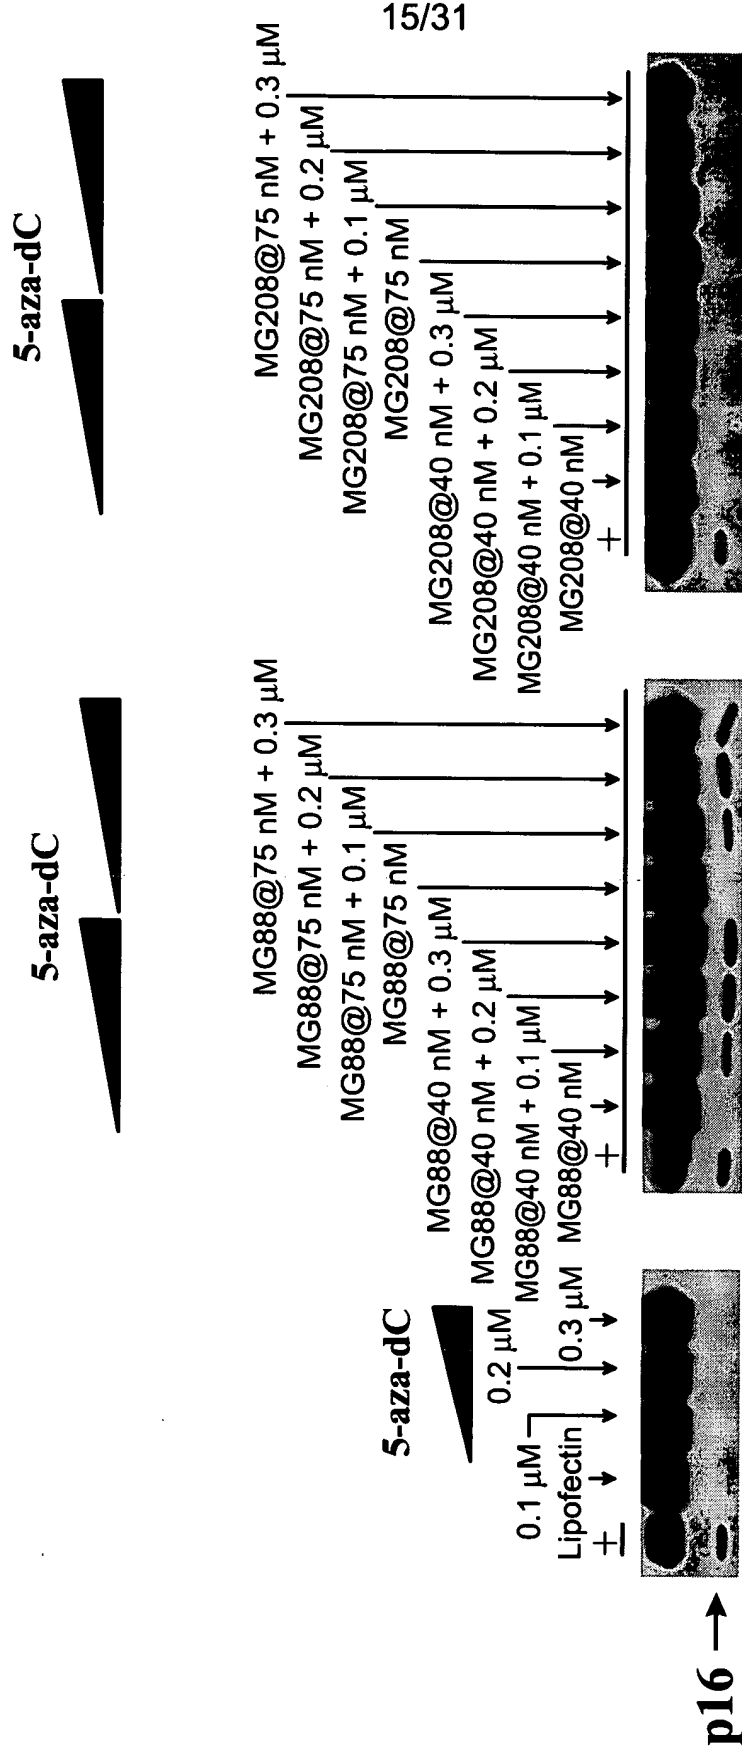 15/31
5-aza-dC
MG208@75 nM + 0.3 µM
MG208@75 nM + 0.2 µM
MG208@75 nM + 0.1 µM
MG208@75 nM
MG208@40 nM + 0.3 µM
MG208@40 nM + 0.2 µM
MG208@40 nM + 0.1 µM
MG208@40 nM
+
5-aza-dC
MG88@75 nM + 0.3 µM
MG88@75 nM + 0.2 µM
MG88@75 nM + 0.1 µM
MG88@75 nM
MG88@40 nM + 0.3 µM
MG88@40 nM + 0.2 µM
MG88@40 nM + 0.1 µM
MG88@40 nM
+
5-aza-dC
0.3 µM
0.2 µM
0.1 µM
Lipofectin
+
p16